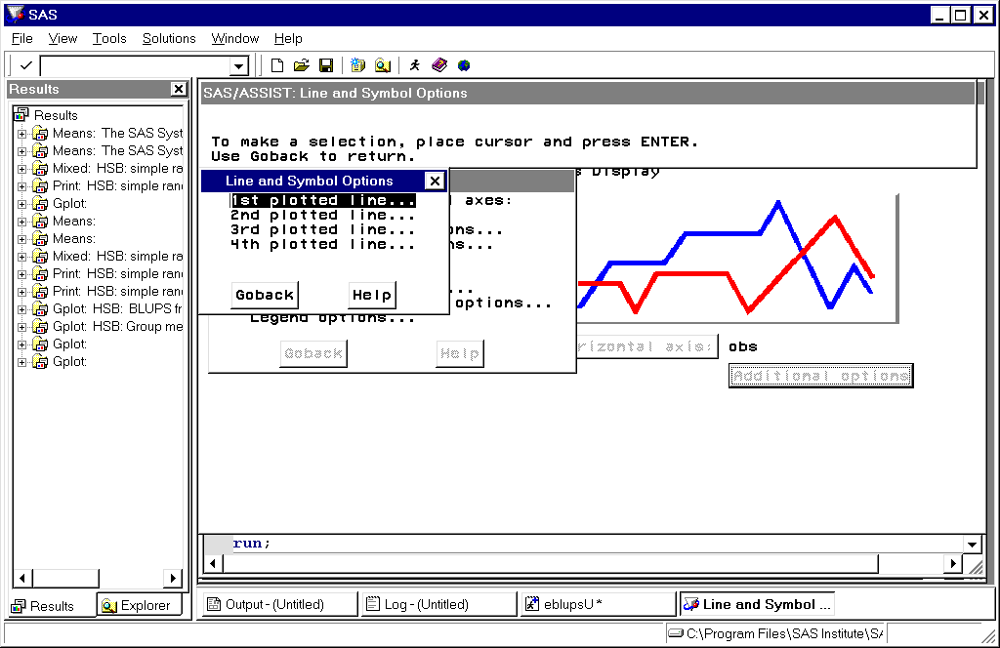 SAS
File View Tools Solutions Window Help
Results
Results
Means: The SAS Syst
Means: The SAS Syst
Mixed: HSB: simple ra
Print: HSB: simple ran
Gplot:
Means:
Means:
Mixed: HSB: simple ra
Print: HSB: simple ran
Print: HSB: simple ran
Gplot: HSB: BLUPS fr
Gplot: HSB: Group me
Gplot:
Gplot:
Results Explorer
SAS/ASSIST: Line and Symbol Options
To make a selection, place cursor and press ENTER.
Use Goback to return.
s Display
Line and Symbol Options
1st plotted line...
2nd plotted line...
3rd plotted line...
4th plotted line...
Goback Help
axes:
ns...
s...
...
options...
Legend options...
Goback Help
rizontal axis: obs
Additional options
run;
Output - (Untitled) Log - (Untitled) eblupsU * Line and Symbol ...
C:\Program Files\SAS Institute\SA